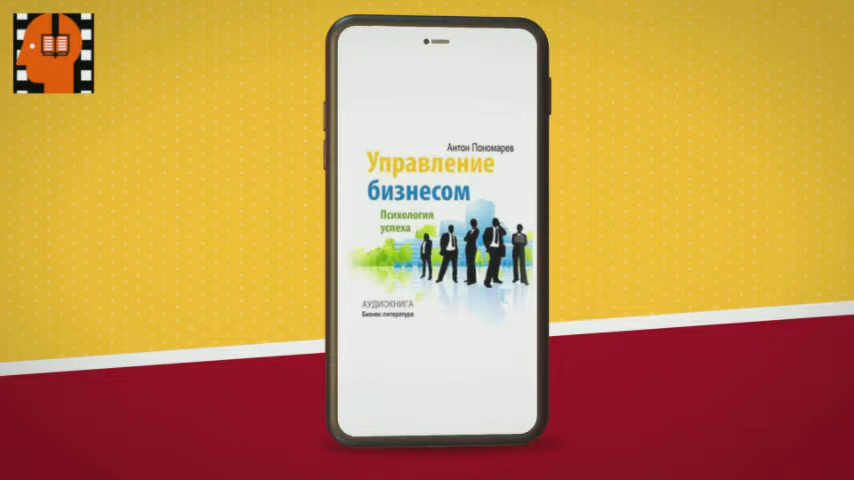 Антон Пономарев
Управление
бизнесом
Психология
успеха
АУДИОКНИГА
Бизнес-литература